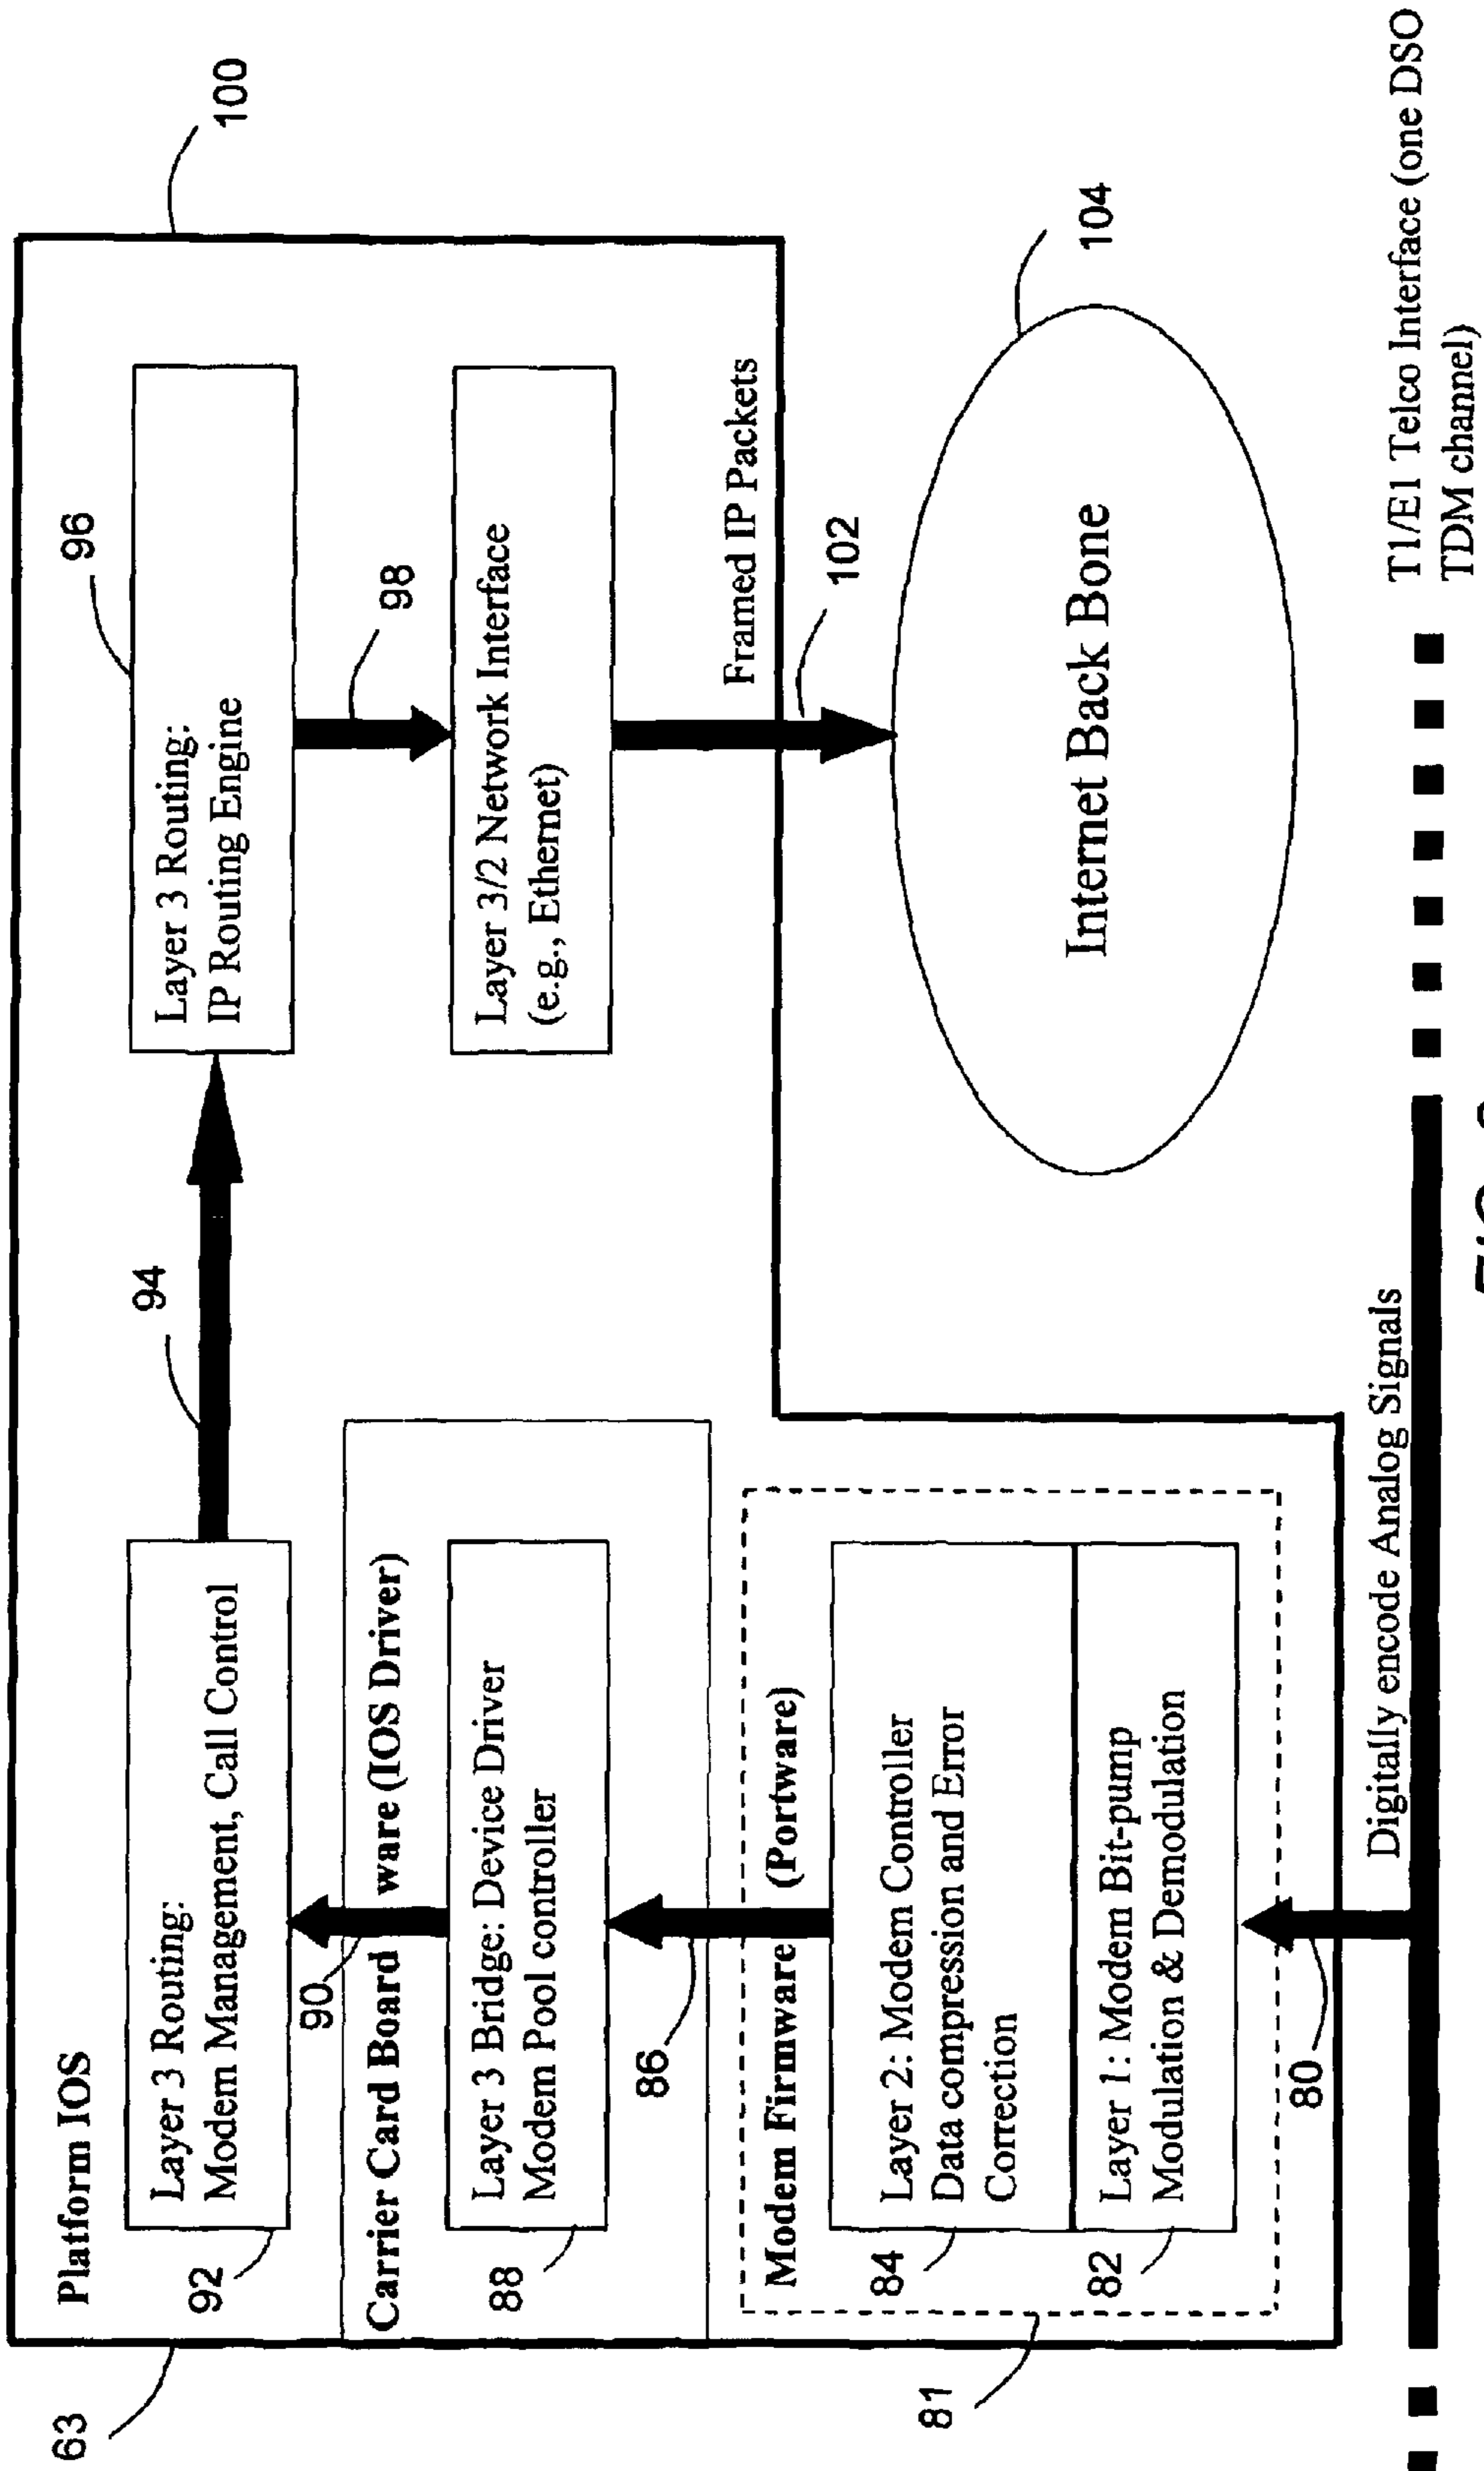 63
Platform IOS
92
Layer 3 Routing:
Modem Management, Call Control
94
96
Layer 3 Routing:
IP Routing Engine
100
90
98
Carrier Card Board ware (IOS Driver)
88
Layer 3 Bridge: Device Driver
Modem Pool controller
Layer 3/2 Network Interface
(e.g., Ethernet)
86
Framed IP Packets
102
81
Modem Firmware (Portware)
84
Layer 2: Modem Controller
Data compression and Error
Correction
82
Layer 1: Modem Bit-pump
Modulation & Demodulation
104
Internet Back Bone
80
Digitally encode Analog Signals
T1/E1 Telco Interface (one DSO
TDM channel)